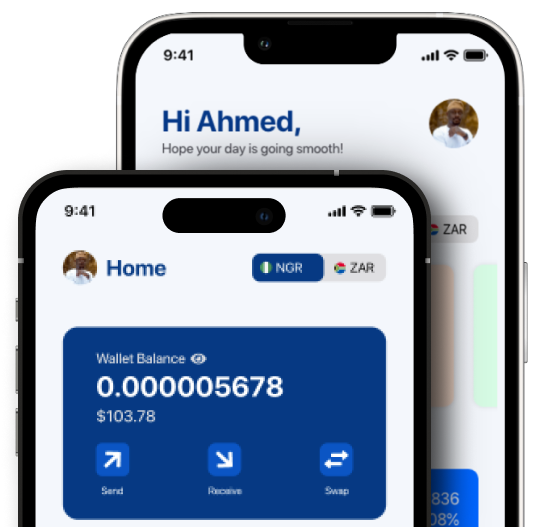 9:41
Hi Ahmed,
Hope your day is going smooth!
ZAR
836
08%
9:41
Home
NGR
ZAR
Wallet Balance
0.000005678
$103.78
Send
Receive
Swap